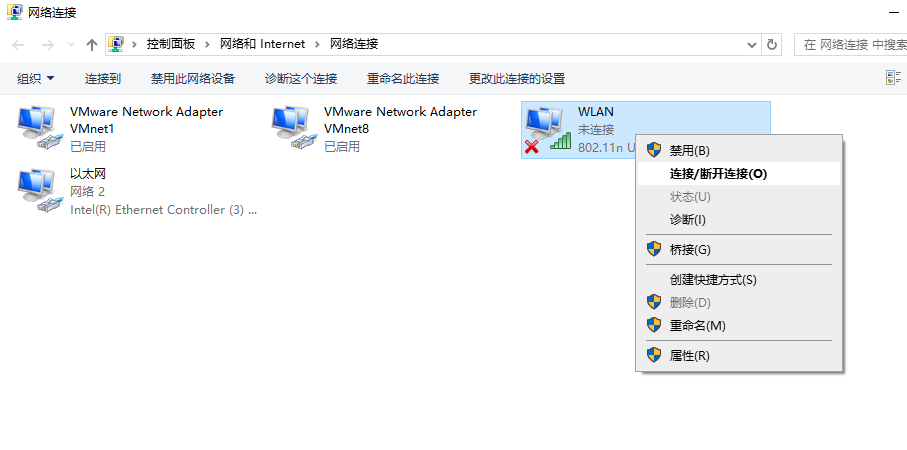 网络连接
控制面板 › 网络和 Internet › 网络连接
在 网络连接 中搜索
组织 连接到 禁用此网络设备 诊断这个连接 重命名此连接 更改此连接的设置
VMware Network Adapter
VMnet1
已启用
VMware Network Adapter
VMnet8
已启用
WLAN
未连接
802.11n U
以太网
网络 2
Intel(R) Ethernet Controller (3) ...
禁用(B)
连接/断开连接(O)
状态(U)
诊断(I)
桥接(G)
创建快捷方式(S)
删除(D)
重命名(M)
属性(R)